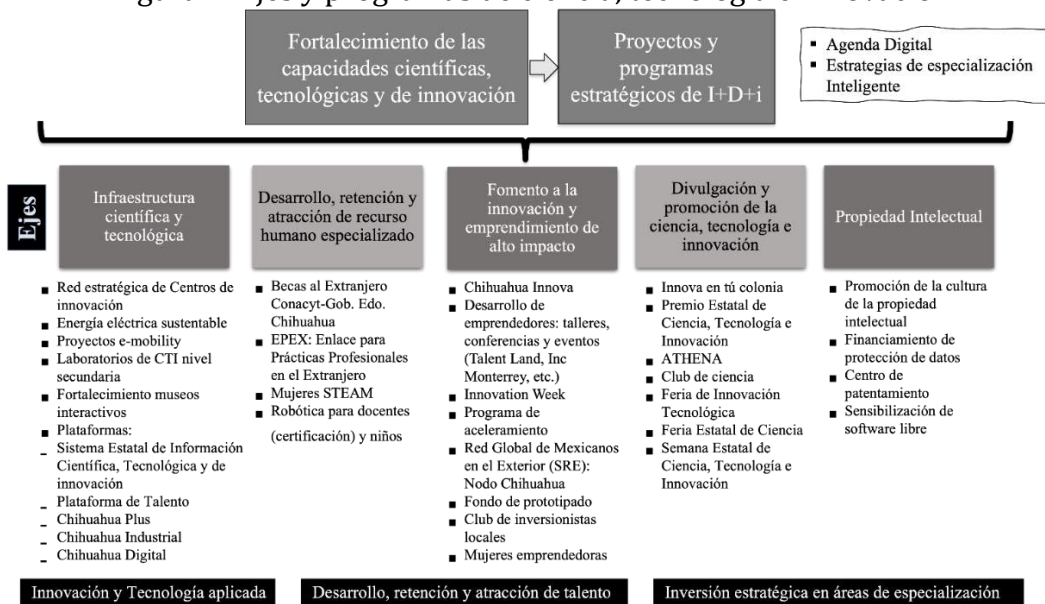 Fortalecimiento de las
capacidades científicas,
tecnológicas y de innovación
Proyectos y
programas
estratégicos de I+D+i
▪ Agenda Digital
▪ Estrategias de especialización
Inteligente
Ejes
Infraestructura
científica y
tecnológica
Desarrollo, retención y
atracción de recurso
humano especializado
Fomento a la
innovación y
emprendimiento de
alto impacto
Divulgación y
promoción de la
ciencia, tecnología e
innovación
Propiedad Intelectual
▪ Red estratégica de Centros de
innovación
▪ Energía eléctrica sustentable
▪ Proyectos e-mobility
▪ Laboratorios de CTI nivel
secundaria
▪ Fortalecimiento museos
interactivos
▪ Plataformas:
– Sistema Estatal de Información
Científica, Tecnológica y de
innovación
– Plataforma de Talento
– Chihuahua Plus
– Chihuahua Industrial
– Chihuahua Digital
▪ Becas al Extranjero
Conacyt-Gob. Edo.
Chihuahua
▪ EPEX: Enlace para
Prácticas Profesionales
en el Extranjero
▪ Mujeres STEAM
▪ Robótica para docentes
(certificación) y niños
▪ Chihuahua Innova
▪ Desarrollo de
emprendedores: talleres,
conferencias y eventos
(Talent Land, Inc
Monterrey, etc.)
▪ Innovation Week
▪ Programa de
aceleramiento
▪ Red Global de Mexicanos
en el Exterior (SRE):
Nodo Chihuahua
▪ Fondo de prototipado
▪ Club de inversionistas
locales
▪ Mujeres emprendedoras
▪ Innova en tú colonia
▪ Premio Estatal de
Ciencia, Tecnología e
Innovación
▪ ATHENA
▪ Club de ciencia
▪ Feria de Innovación
Tecnológica
▪ Feria Estatal de Ciencia
▪ Semana Estatal de
Ciencia, Tecnología e
Innovación
▪ Promoción de la cultura
de la propiedad
intelectual
▪ Financiamiento de
protección de datos
▪ Centro de
patentamiento
▪ Sensibilización de
software libre
Innovación y Tecnología aplicada
Desarrollo, retención y atracción de talento
Inversión estratégica en áreas de especialización